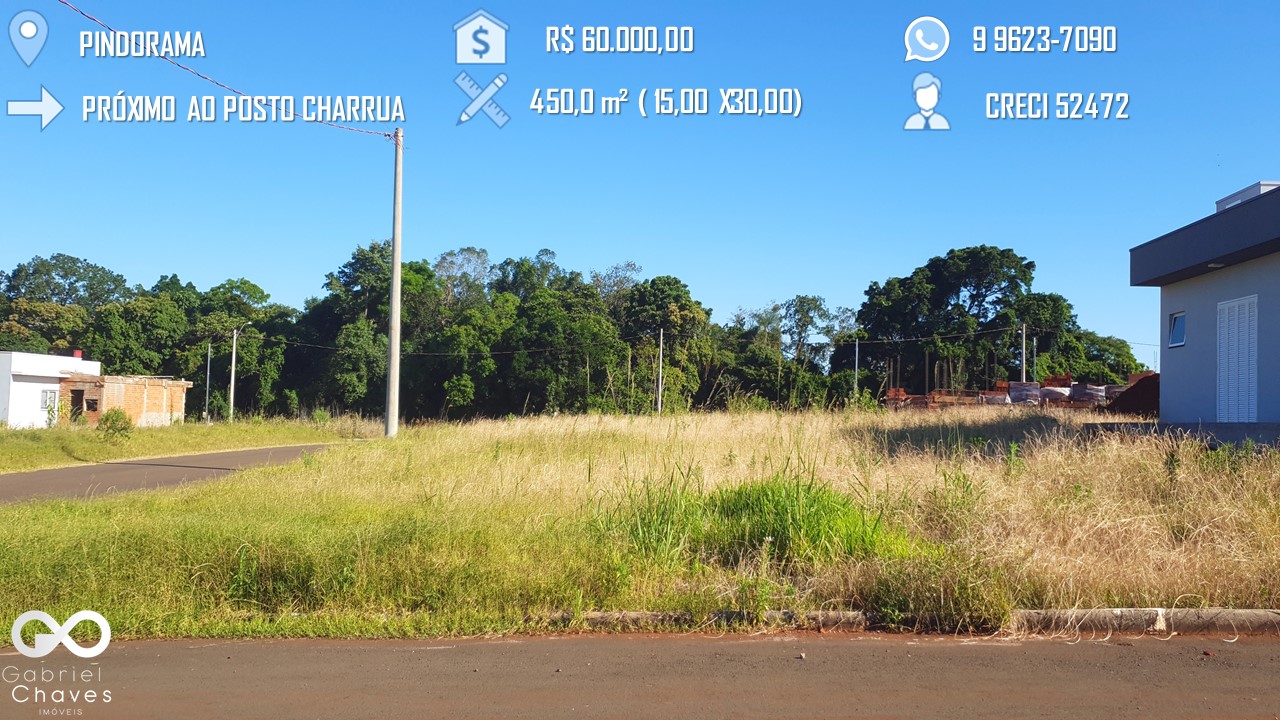 PINDORAMA
PRÓXIMO AO POSTO CHARRUA
R$ 60.000,00
450,0 m² ( 15,00 X30,00)
9 9623-7090
CRECI 52472
Gabriel
Chaves
IMÓVEIS